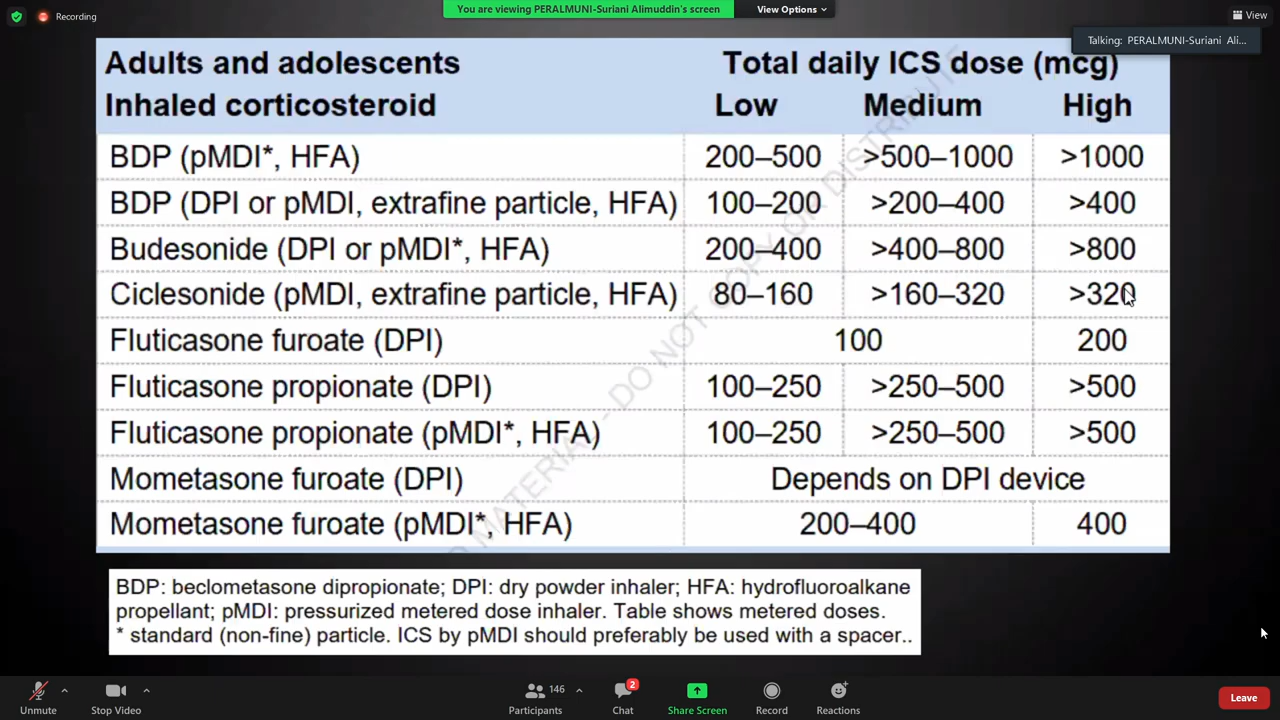 You are viewing PERALMUNI-Suriani Alimuddin's screen
View Options
Recording
View
Talking: PERALMUNI-Suriani Ali...
Adults and adolescents Total daily ICS dose (mcg)
Inhaled corticosteroid Low Medium High
BDP (pMDI*, HFA) 200–500 >500–1000 >1000
BDP (DPI or pMDI, extrafine particle, HFA) 100–200 >200–400 >400
Budesonide (DPI or pMDI*, HFA) 200–400 >400–800 >800
Ciclesonide (pMDI, extrafine particle, HFA) 80–160 >160–320 >320
Fluticasone furoate (DPI) 100 200
Fluticasone propionate (DPI) 100–250 >250–500 >500
Fluticasone propionate (pMDI*, HFA) 100–250 >250–500 >500
Mometasone furoate (DPI) Depends on DPI device
Mometasone furoate (pMDI*, HFA) 200–400 400
MATERIAL - DO NOT COPY OR DISTRIBUTE
BDP: beclometasone dipropionate; DPI: dry powder inhaler; HFA: hydrofluoroalkane
propellant; pMDI: pressurized metered dose inhaler. Table shows metered doses.
* standard (non-fine) particle. ICS by pMDI should preferably be used with a spacer..
Unmute
Stop Video
146
Participants
2
Chat
Share Screen
Record
Reactions
Leave